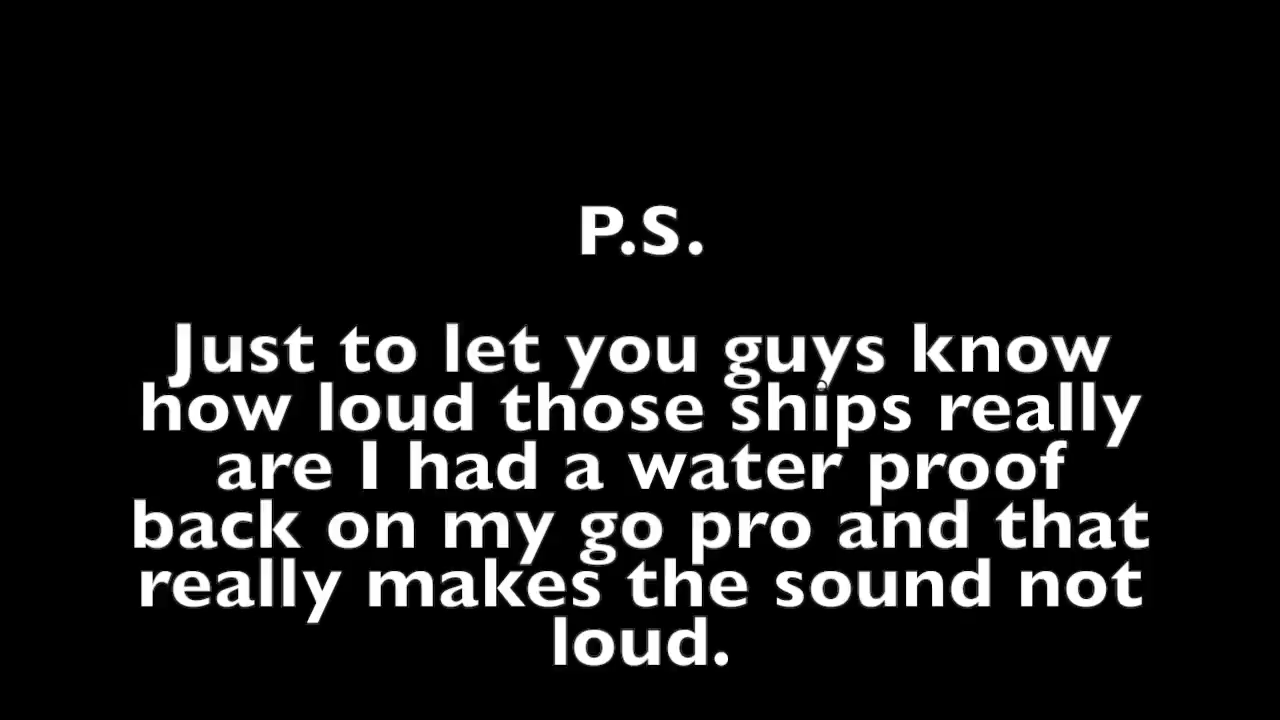 P.S.
Just to let you guys know
how loud those ships really
are I had a water proof
back on my go pro and that
really makes the sound not
loud.